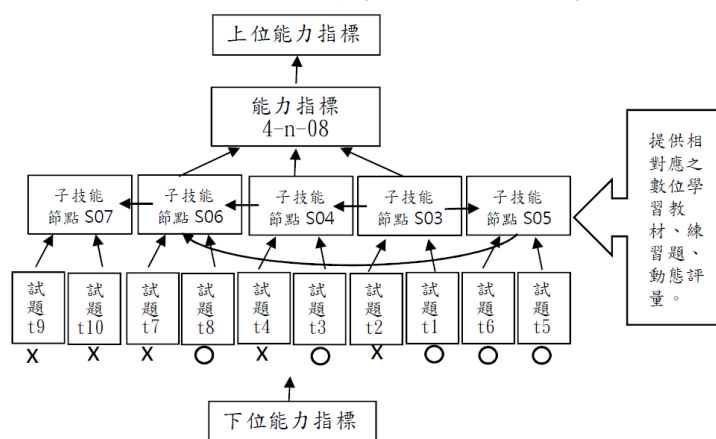 上位能力指標
能力指標
4-n-08
子技能
節點 S07
子技能
節點 S06
子技能
節點 S04
子技能
節點 S03
子技能
節點 S05
提供相
對應之
數位學
習教
材、練
習題、
動態評
量。
試題
t9
試題
t10
試題
t7
試題
t8
試題
t4
試題
t3
試題
t2
試題
t1
試題
t6
試題
t5
X
X
X
O
X
O
X
O
O
O
下位能力指標